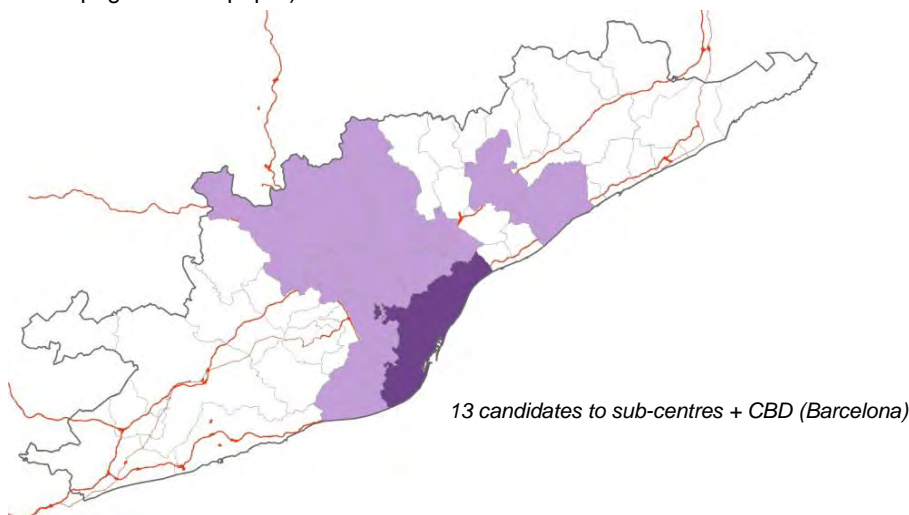 13 candidates to sub-centres + CBD (Barcelona)